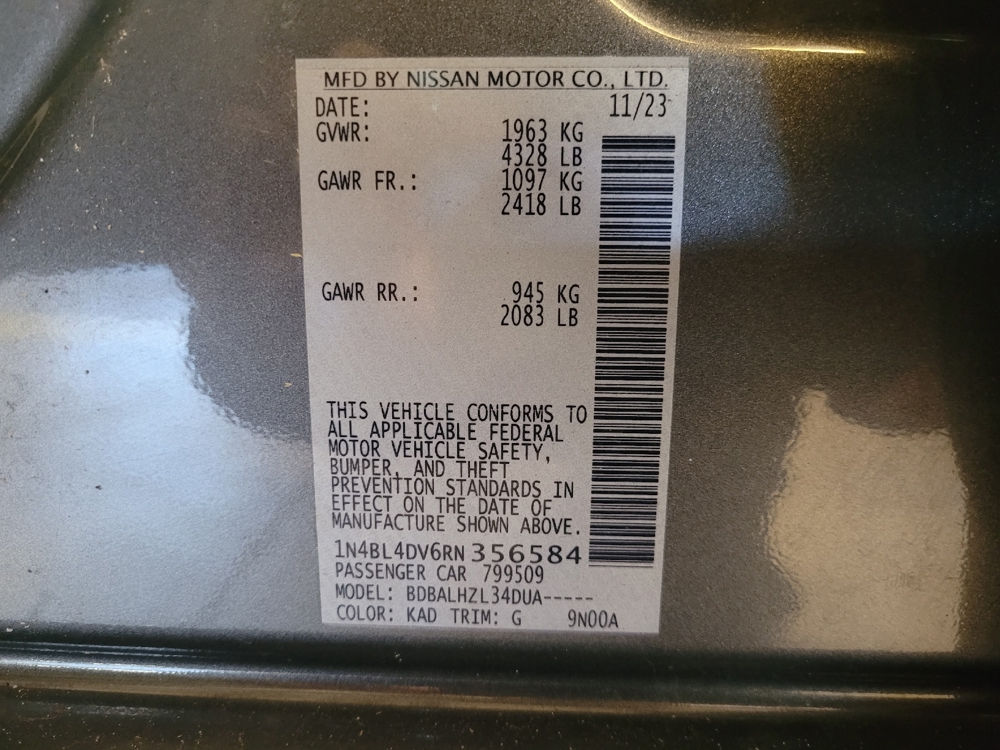 MFD BY NISSAN MOTOR CO., LTD.
DATE: 11/23
GVWR: 1963 KG
4328 LB
GAWR FR.: 1097 KG
2418 LB
GAWR RR.: 945 KG
2083 LB
THIS VEHICLE CONFORMS TO
ALL APPLICABLE FEDERAL
MOTOR VEHICLE SAFETY,
BUMPER, AND THEFT
PREVENTION STANDARDS IN
EFFECT ON THE DATE OF
MANUFACTURE SHOWN ABOVE.
1N4BL4DV6RN356584
PASSENGER CAR 799509
MODEL: BDBALHZL34DUA-----
COLOR: KAD TRIM: G 9N00A